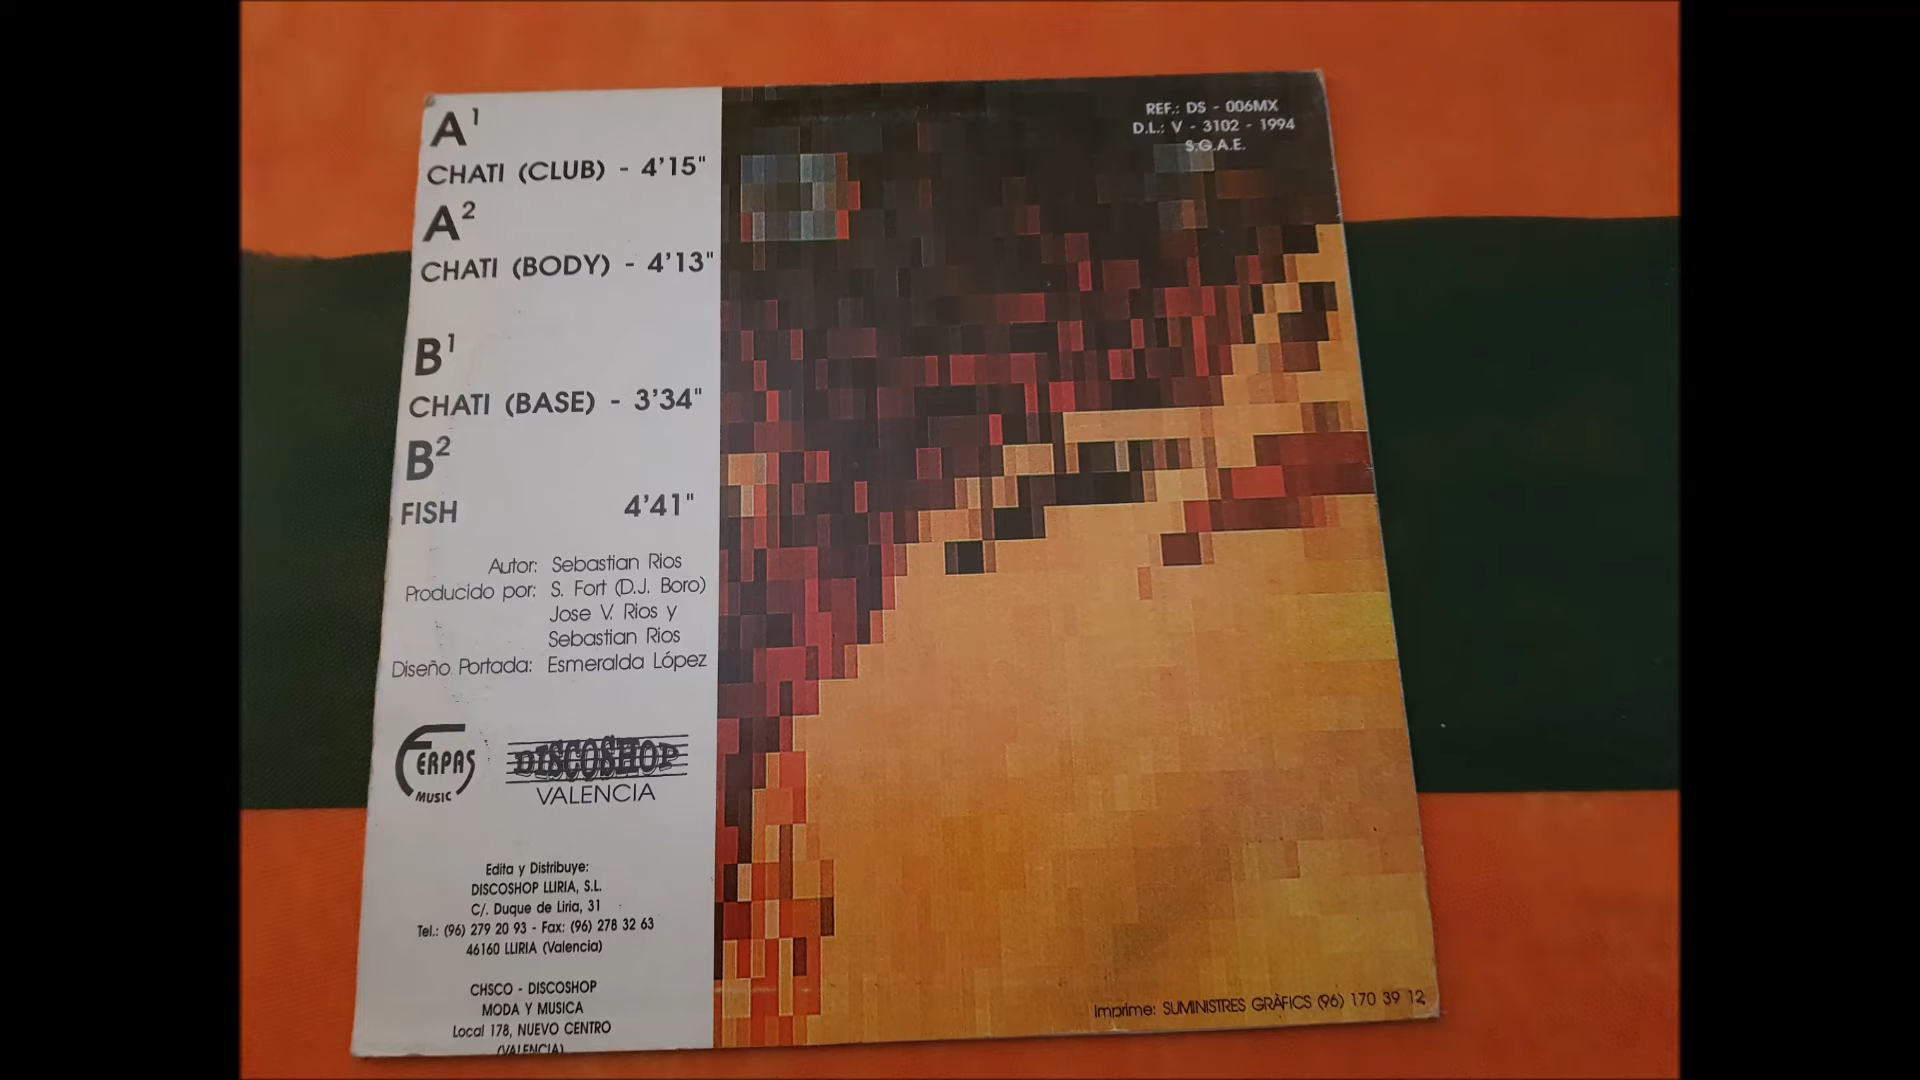 A1
CHATI (CLUB) - 4'15"
A2
CHATI (BODY) - 4'13"
B1
CHATI (BASE) - 3'34"
B2
FISH 4'41"
Autor: Sebastian Rios
Producido por: S. Fort (D.J. Boro)
Jose V. Rios y
Sebastian Rios
Diseño Portada: Esmeralda López
FERPAS
MUSIC
DISCOSHOP
VALENCIA
Edita y Distribuye:
DISCOSHOP LLIRIA, S.L.
C/. Duque de Liria, 31
Tel.: (96) 279 20 93 - Fax: (96) 278 32 63
46160 LLIRIA (Valencia)
CHSCO - DISCOSHOP
MODA Y MUSICA
Local 178, NUEVO CENTRO
(VALENCIA)
REF.: DS - 006MX
D.L.: V - 3102 - 1994
S.G.A.E.
Imprime: SUMINISTRES GRÀFICS (96) 170 39 12